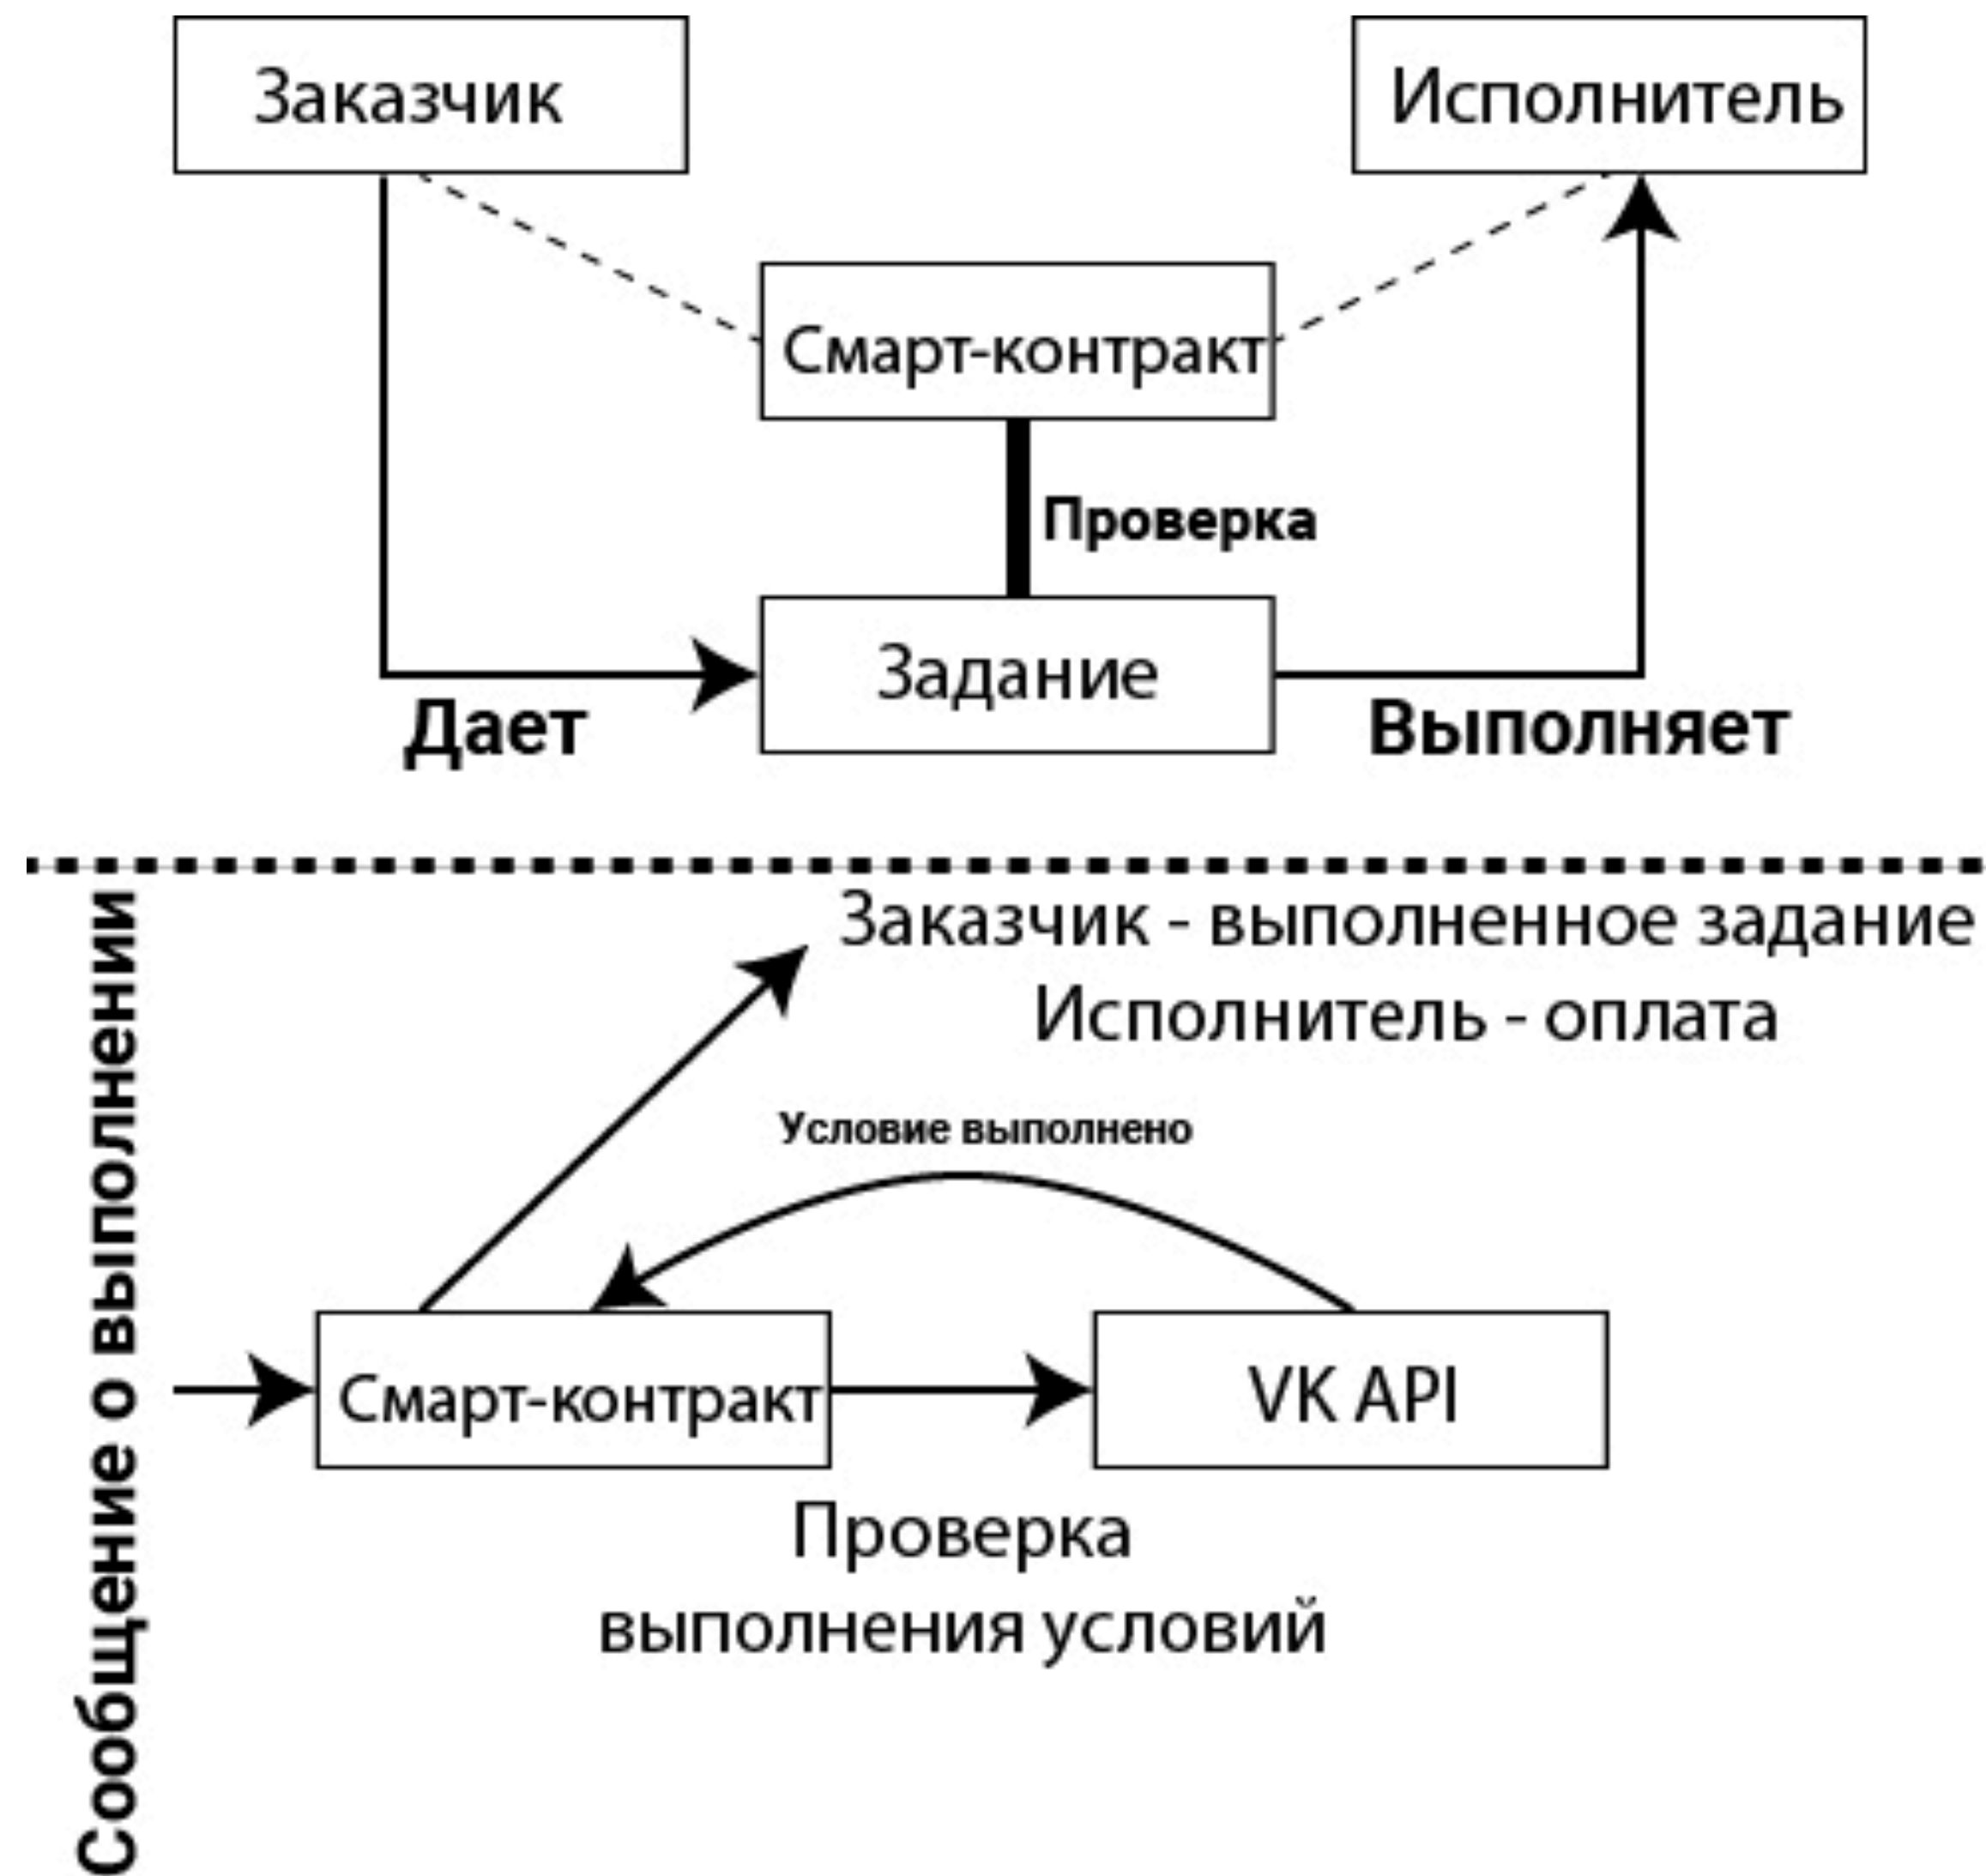 Заказчик
Исполнитель
Смарт-контракт
Проверка
Задание
Дает
Выполняет
Сообщение о выполнении
Заказчик - выполненное задание
Исполнитель - оплата
Условие выполнено
Смарт-контракт
VK API
Проверка
выполнения условий